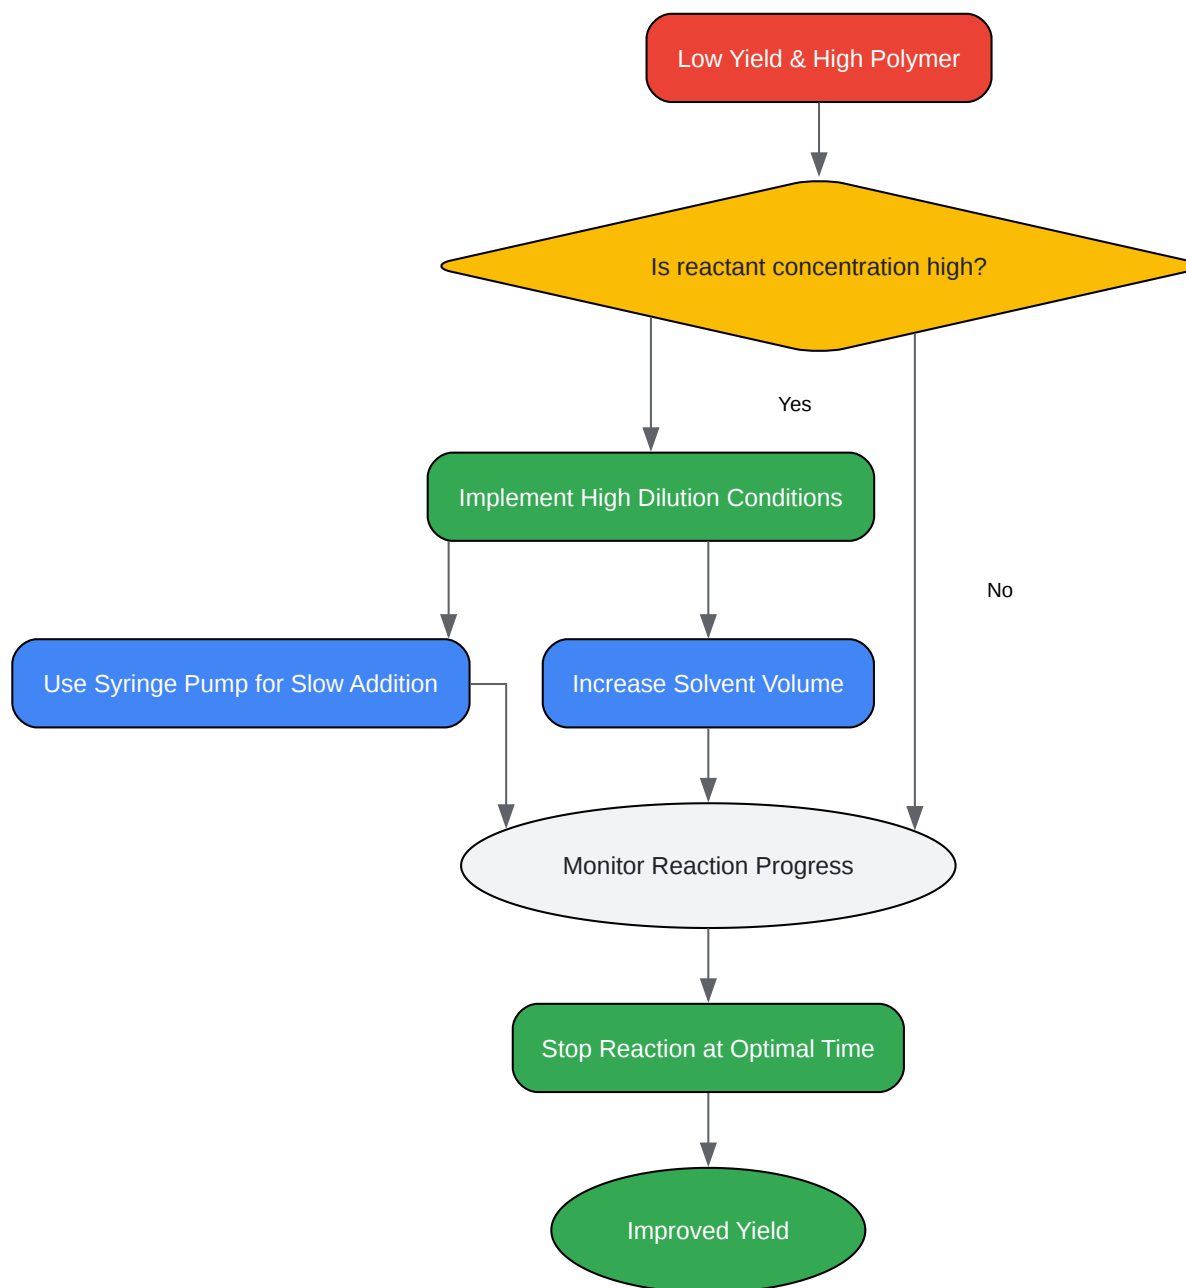 Low Yield & High Polymer
Is reactant concentration high?
Yes
Implement High Dilution Conditions
No
Use Syringe Pump for Slow Addition
Increase Solvent Volume
Monitor Reaction Progress
Stop Reaction at Optimal Time
Improved Yield